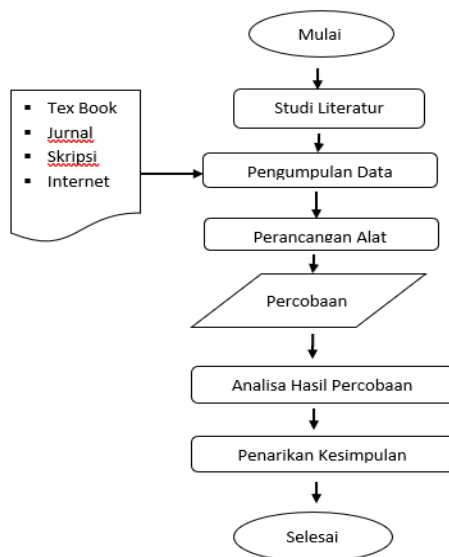 Mulai
Studi Literatur
▪ Tex Book
▪ Jurnal
▪ Skripsi
▪ Internet
Pengumpulan Data
Perancangan Alat
Percobaan
Analisa Hasil Percobaan
Penarikan Kesimpulan
Selesai